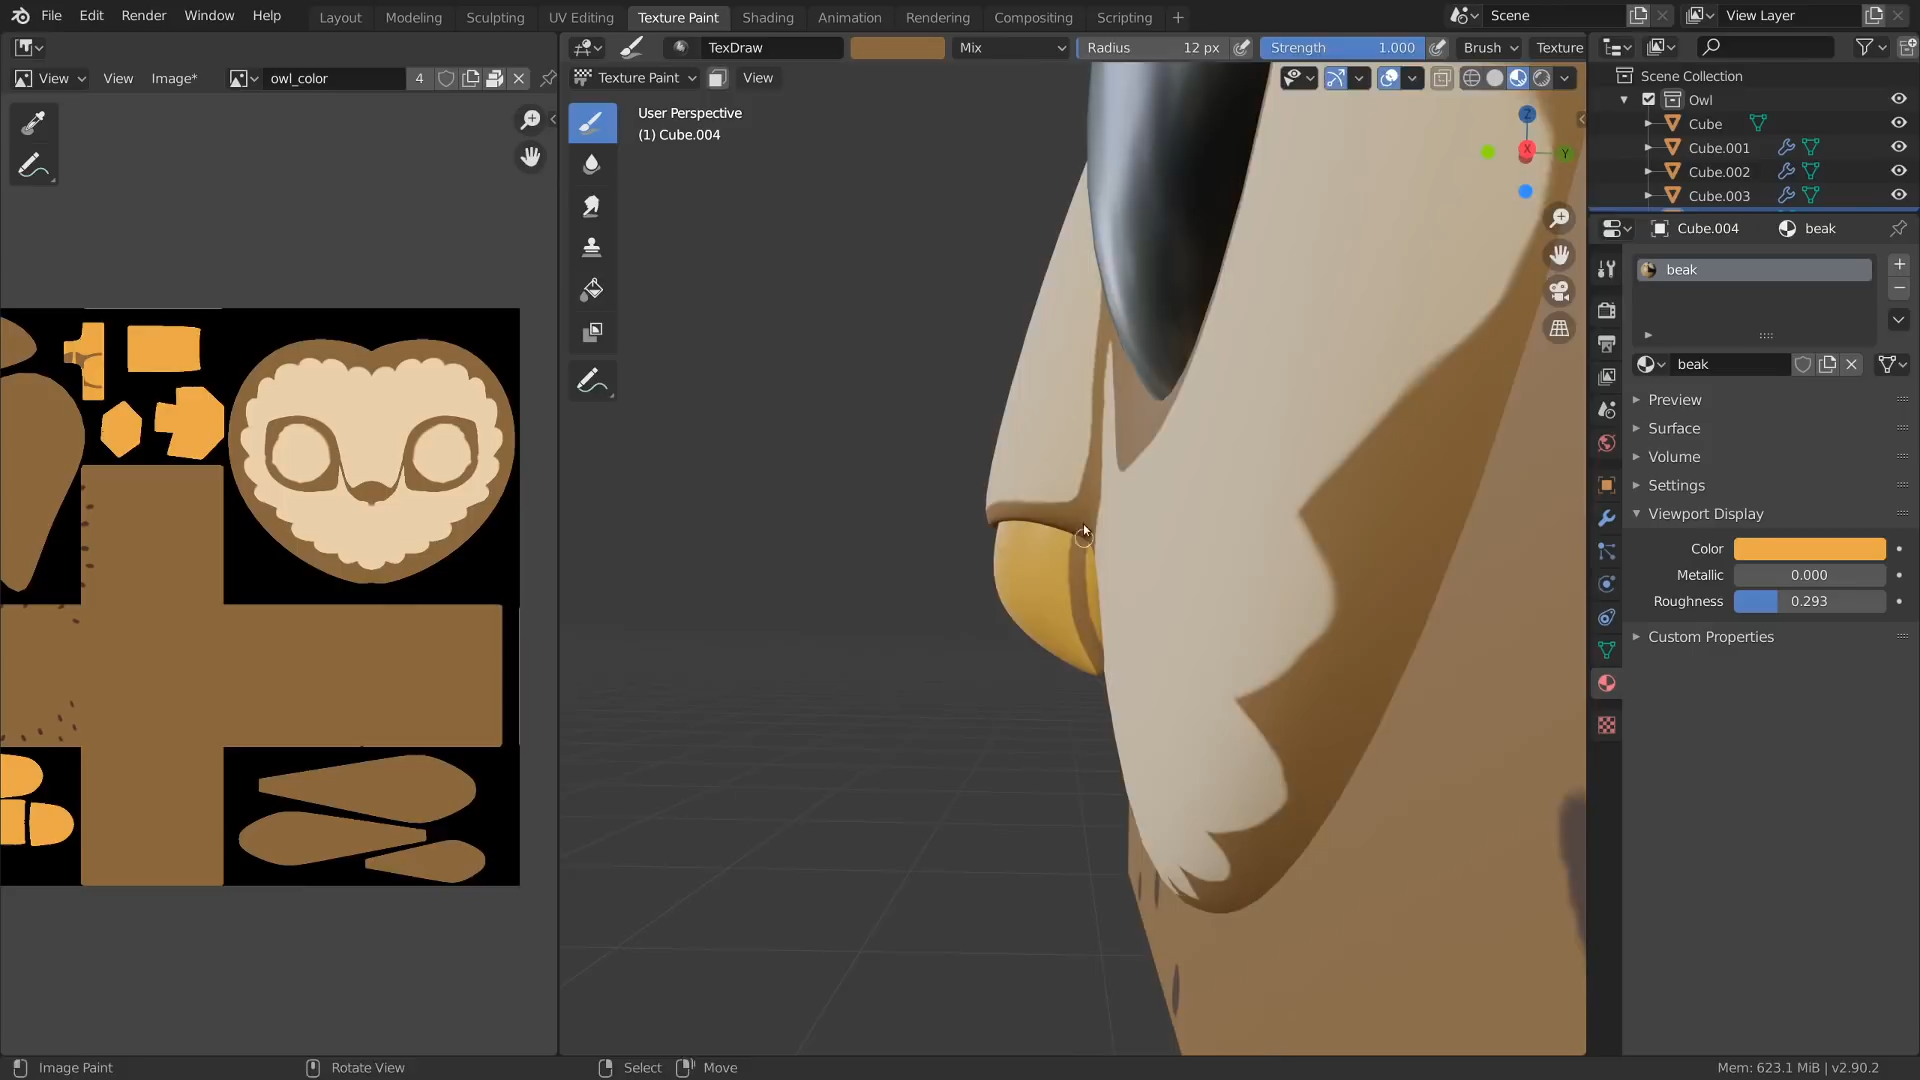 File Edit Render Window Help Layout Modeling Sculpting UV Editing Texture Paint Shading Animation Rendering Compositing Scripting + Scene View Layer
TexDraw Mix Radius 12 px Strength 1.000 Brush Texture
View View Image* owl_color 4 Texture Paint View
User Perspective
(1) Cube.004
Z
X
Y
Scene Collection
Owl
Cube
Cube.001
Cube.002
Cube.003
Cube.004 beak
beak
beak
Preview
Surface
Volume
Settings
Viewport Display
Color
Metallic 0.000
Roughness 0.293
Custom Properties
Image Paint Rotate View Select Move Mem: 623.1 MiB | v2.90.2